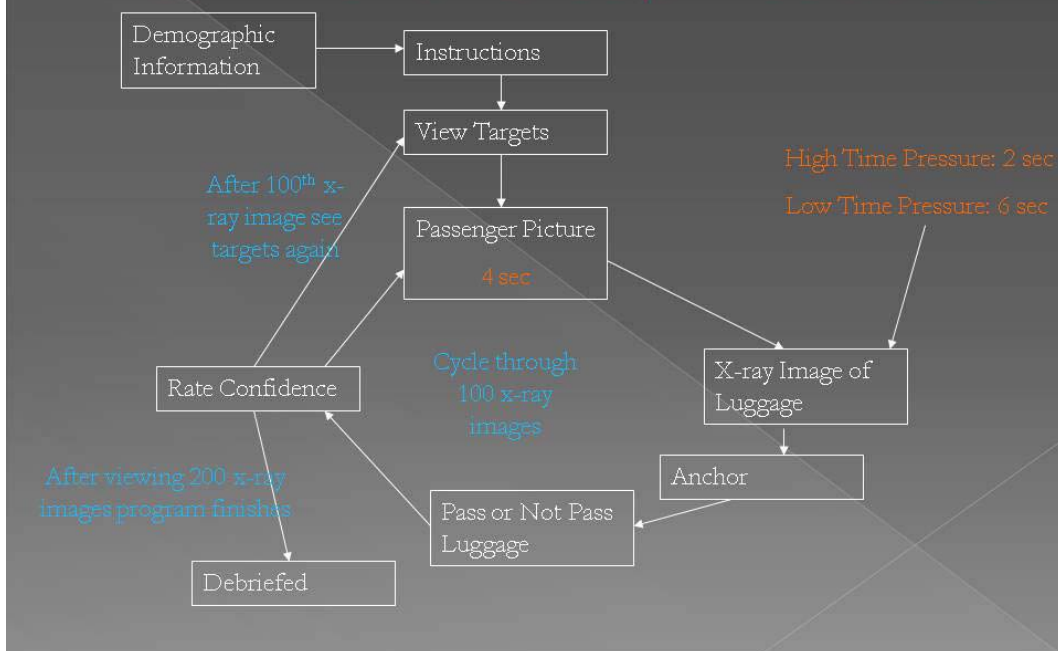 Demographic
Information
Instructions
View Targets
High Time Pressure: 2 sec
Low Time Pressure: 6 sec
After 100th x-
ray image see
targets again
Passenger Picture
4 sec
Cycle through
100 x-ray
images
X-ray Image of
Luggage
Rate Confidence
Anchor
After viewing 200 x-ray
images program finishes
Pass or Not Pass
Luggage
Debriefed